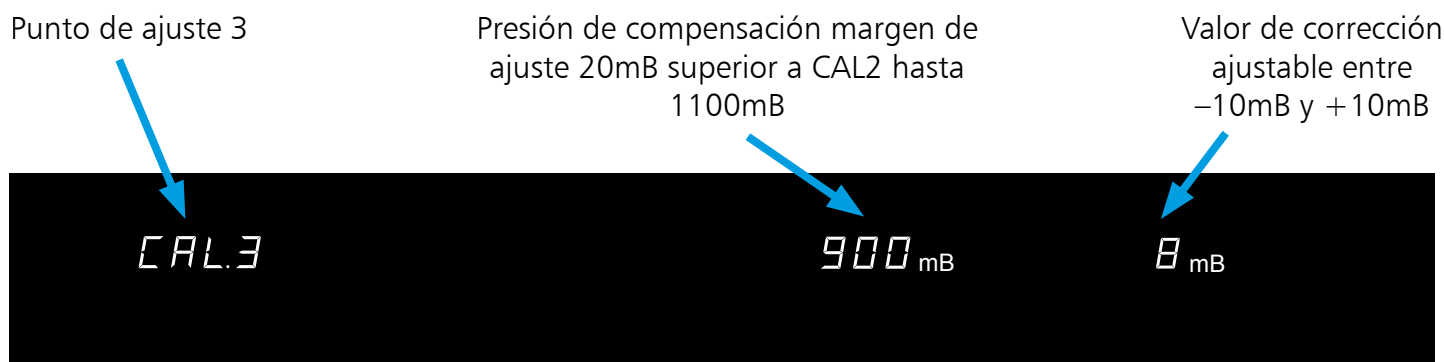 Punto de ajuste 3
Presión de compensación margen de
ajuste 20mB superior a CAL2 hasta
1100mB
Valor de corrección
ajustable entre
–10mB y +10mB
CAL.3 900 mB 8 mB